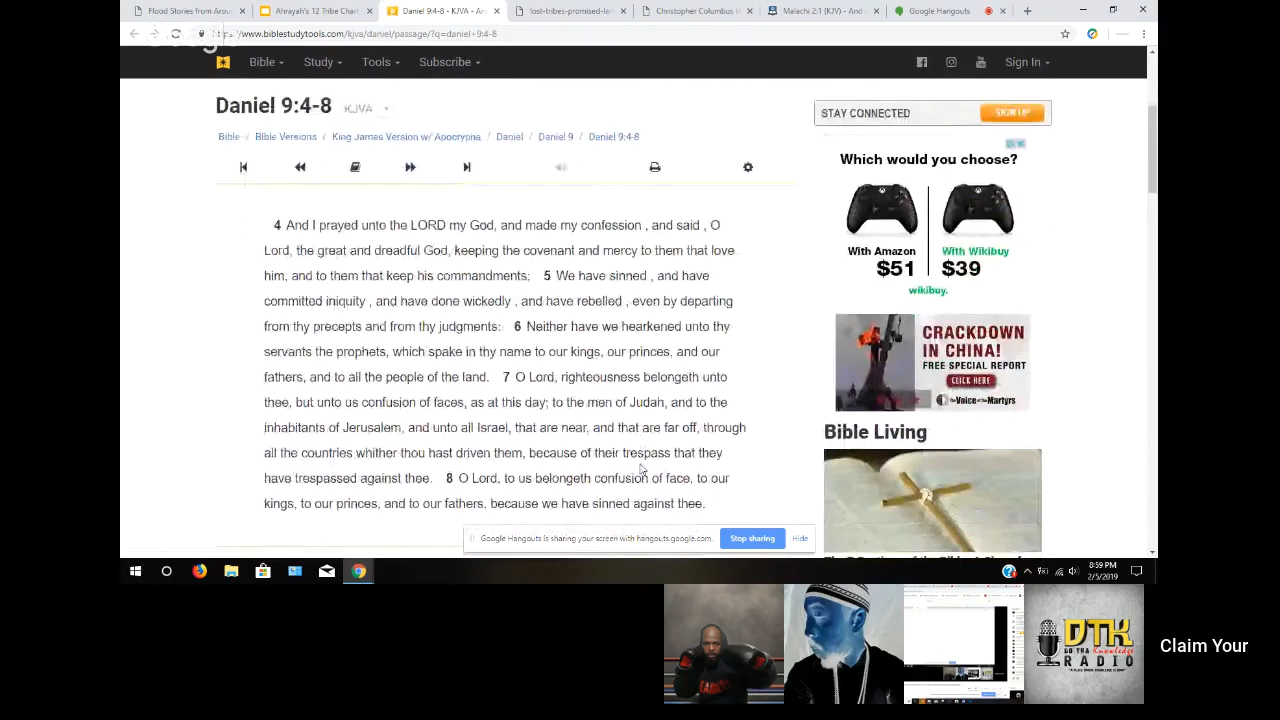 Flood Stories from Arou
Ahrayah's 12 Tribe Chart
Daniel 9:4-8 - KJVA - An
lost-tribes-promised-lan
Christopher Columbus
Malachi 2:1 (KJV) - And
Google Hangouts
https://www.biblestudytools.com/kjva/daniel/passage/?q=daniel+9:4-8
Bible
Study
Tools
Subscribe
Sign In
Daniel 9:4-8 KJVA
Bible / Bible Versions / King James Version w/ Apocrypha / Daniel / Daniel 9 / Daniel 9:4-8
4 And I prayed unto the LORD my God, and made my confession , and said , O
Lord, the great and dreadful God, keeping the covenant and mercy to them that love
him, and to them that keep his commandments; 5 We have sinned , and have
committed iniquity , and have done wickedly , and have rebelled , even by departing
from thy precepts and from thy judgments: 6 Neither have we hearkened unto thy
servants the prophets, which spake in thy name to our kings, our princes, and our
fathers, and to all the people of the land. 7 O Lord, righteousness belongeth unto
thee, but unto us confusion of faces, as at this day; to the men of Judah, and to the
inhabitants of Jerusalem, and unto all Israel, that are near, and that are far off, through
all the countries whither thou hast driven them, because of their trespass that they
have trespassed against thee. 8 O Lord, to us belongeth confusion of face, to our
kings, to our princes, and to our fathers, because we have sinned against thee.
STAY CONNECTED
SIGN UP
Which would you choose?
With Amazon
$51
With Wikibuy
$39
wikibuy.
CRACKDOWN
IN CHINA!
FREE SPECIAL REPORT
CLICK HERE
The Voice of the Martyrs
Bible Living
Google Hangouts is sharing your screen with hangouts.google.com.
Stop sharing
Hide
8:59 PM
2/5/2019
DTK
DO THA Knowledge
RADIO
Claim Your